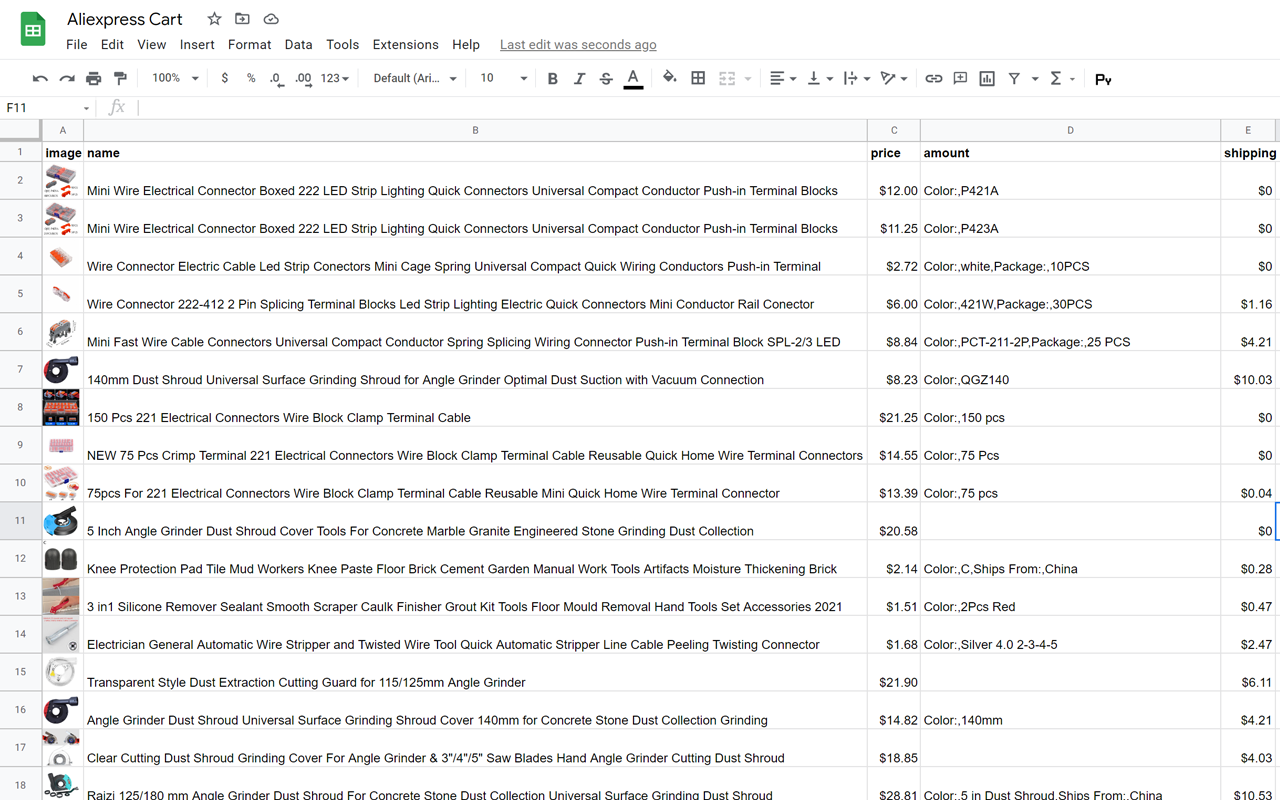 Aliexpress Cart
File Edit View Insert Format Data Tools Extensions Help Last edit was seconds ago
100% $ % .0 .00 123 Default (Ari... 10 B I S A Σ Py
F11 fx
A B C D E
1 image name price amount shipping
2 Mini Wire Electrical Connector Boxed 222 LED Strip Lighting Quick Connectors Universal Compact Conductor Push-in Terminal Blocks $12.00 Color:,P421A $0
3 Mini Wire Electrical Connector Boxed 222 LED Strip Lighting Quick Connectors Universal Compact Conductor Push-in Terminal Blocks $11.25 Color:,P423A $0
4 Wire Connector Electric Cable Led Strip Conectors Mini Cage Spring Universal Compact Quick Wiring Conductors Push-in Terminal $2.72 Color:,white,Package:,10PCS $0
5 Wire Connector 222-412 2 Pin Splicing Terminal Blocks Led Strip Lighting Electric Quick Connectors Mini Conductor Rail Conector $6.00 Color:,421W,Package:,30PCS $1.16
6 Mini Fast Wire Cable Connectors Universal Compact Conductor Spring Splicing Wiring Connector Push-in Terminal Block SPL-2/3 LED $8.84 Color:,PCT-211-2P,Package:,25 PCS $4.21
7 140mm Dust Shroud Universal Surface Grinding Shroud for Angle Grinder Optimal Dust Suction with Vacuum Connection $8.23 Color:,QGZ140 $10.03
8 150 Pcs 221 Electrical Connectors Wire Block Clamp Terminal Cable $21.25 Color:,150 pcs $0
9 NEW 75 Pcs Crimp Terminal 221 Electrical Connectors Wire Block Clamp Terminal Cable Reusable Quick Home Wire Terminal Connectors $14.55 Color:,75 Pcs $0
10 75pcs For 221 Electrical Connectors Wire Block Clamp Terminal Cable Reusable Mini Quick Home Wire Terminal Connector $13.39 Color:,75 pcs $0.04
11 5 Inch Angle Grinder Dust Shroud Cover Tools For Concrete Marble Granite Engineered Stone Grinding Dust Collection $20.58 $0
12 Knee Protection Pad Tile Mud Workers Knee Paste Floor Brick Cement Garden Manual Work Tools Artifacts Moisture Thickening Brick $2.14 Color:,C,Ships From:,China $0.28
13 3 in1 Silicone Remover Sealant Smooth Scraper Caulk Finisher Grout Kit Tools Floor Mould Removal Hand Tools Set Accessories 2021 $1.51 Color:,2Pcs Red $0.47
14 Electrician General Automatic Wire Stripper and Twisted Wire Tool Quick Automatic Stripper Line Cable Peeling Twisting Connector $1.68 Color:,Silver 4.0 2-3-4-5 $2.47
15 Transparent Style Dust Extraction Cutting Guard for 115/125mm Angle Grinder $21.90 $6.11
16 Angle Grinder Dust Shroud Universal Surface Grinding Shroud Cover 140mm for Concrete Stone Dust Collection Grinding $14.82 Color:,140mm $4.21
17 Clear Cutting Dust Shroud Grinding Cover For Angle Grinder & 3"/4"/5" Saw Blades Hand Angle Grinder Cutting Dust Shroud $18.85 $4.03
18 Raizi 125/180 mm Angle Grinder Dust Shroud For Concrete Stone Dust Collection Universal Surface Grinding Dust Shroud $28.81 Color:,5 in Dust Shroud,Ships From:,China $10.53